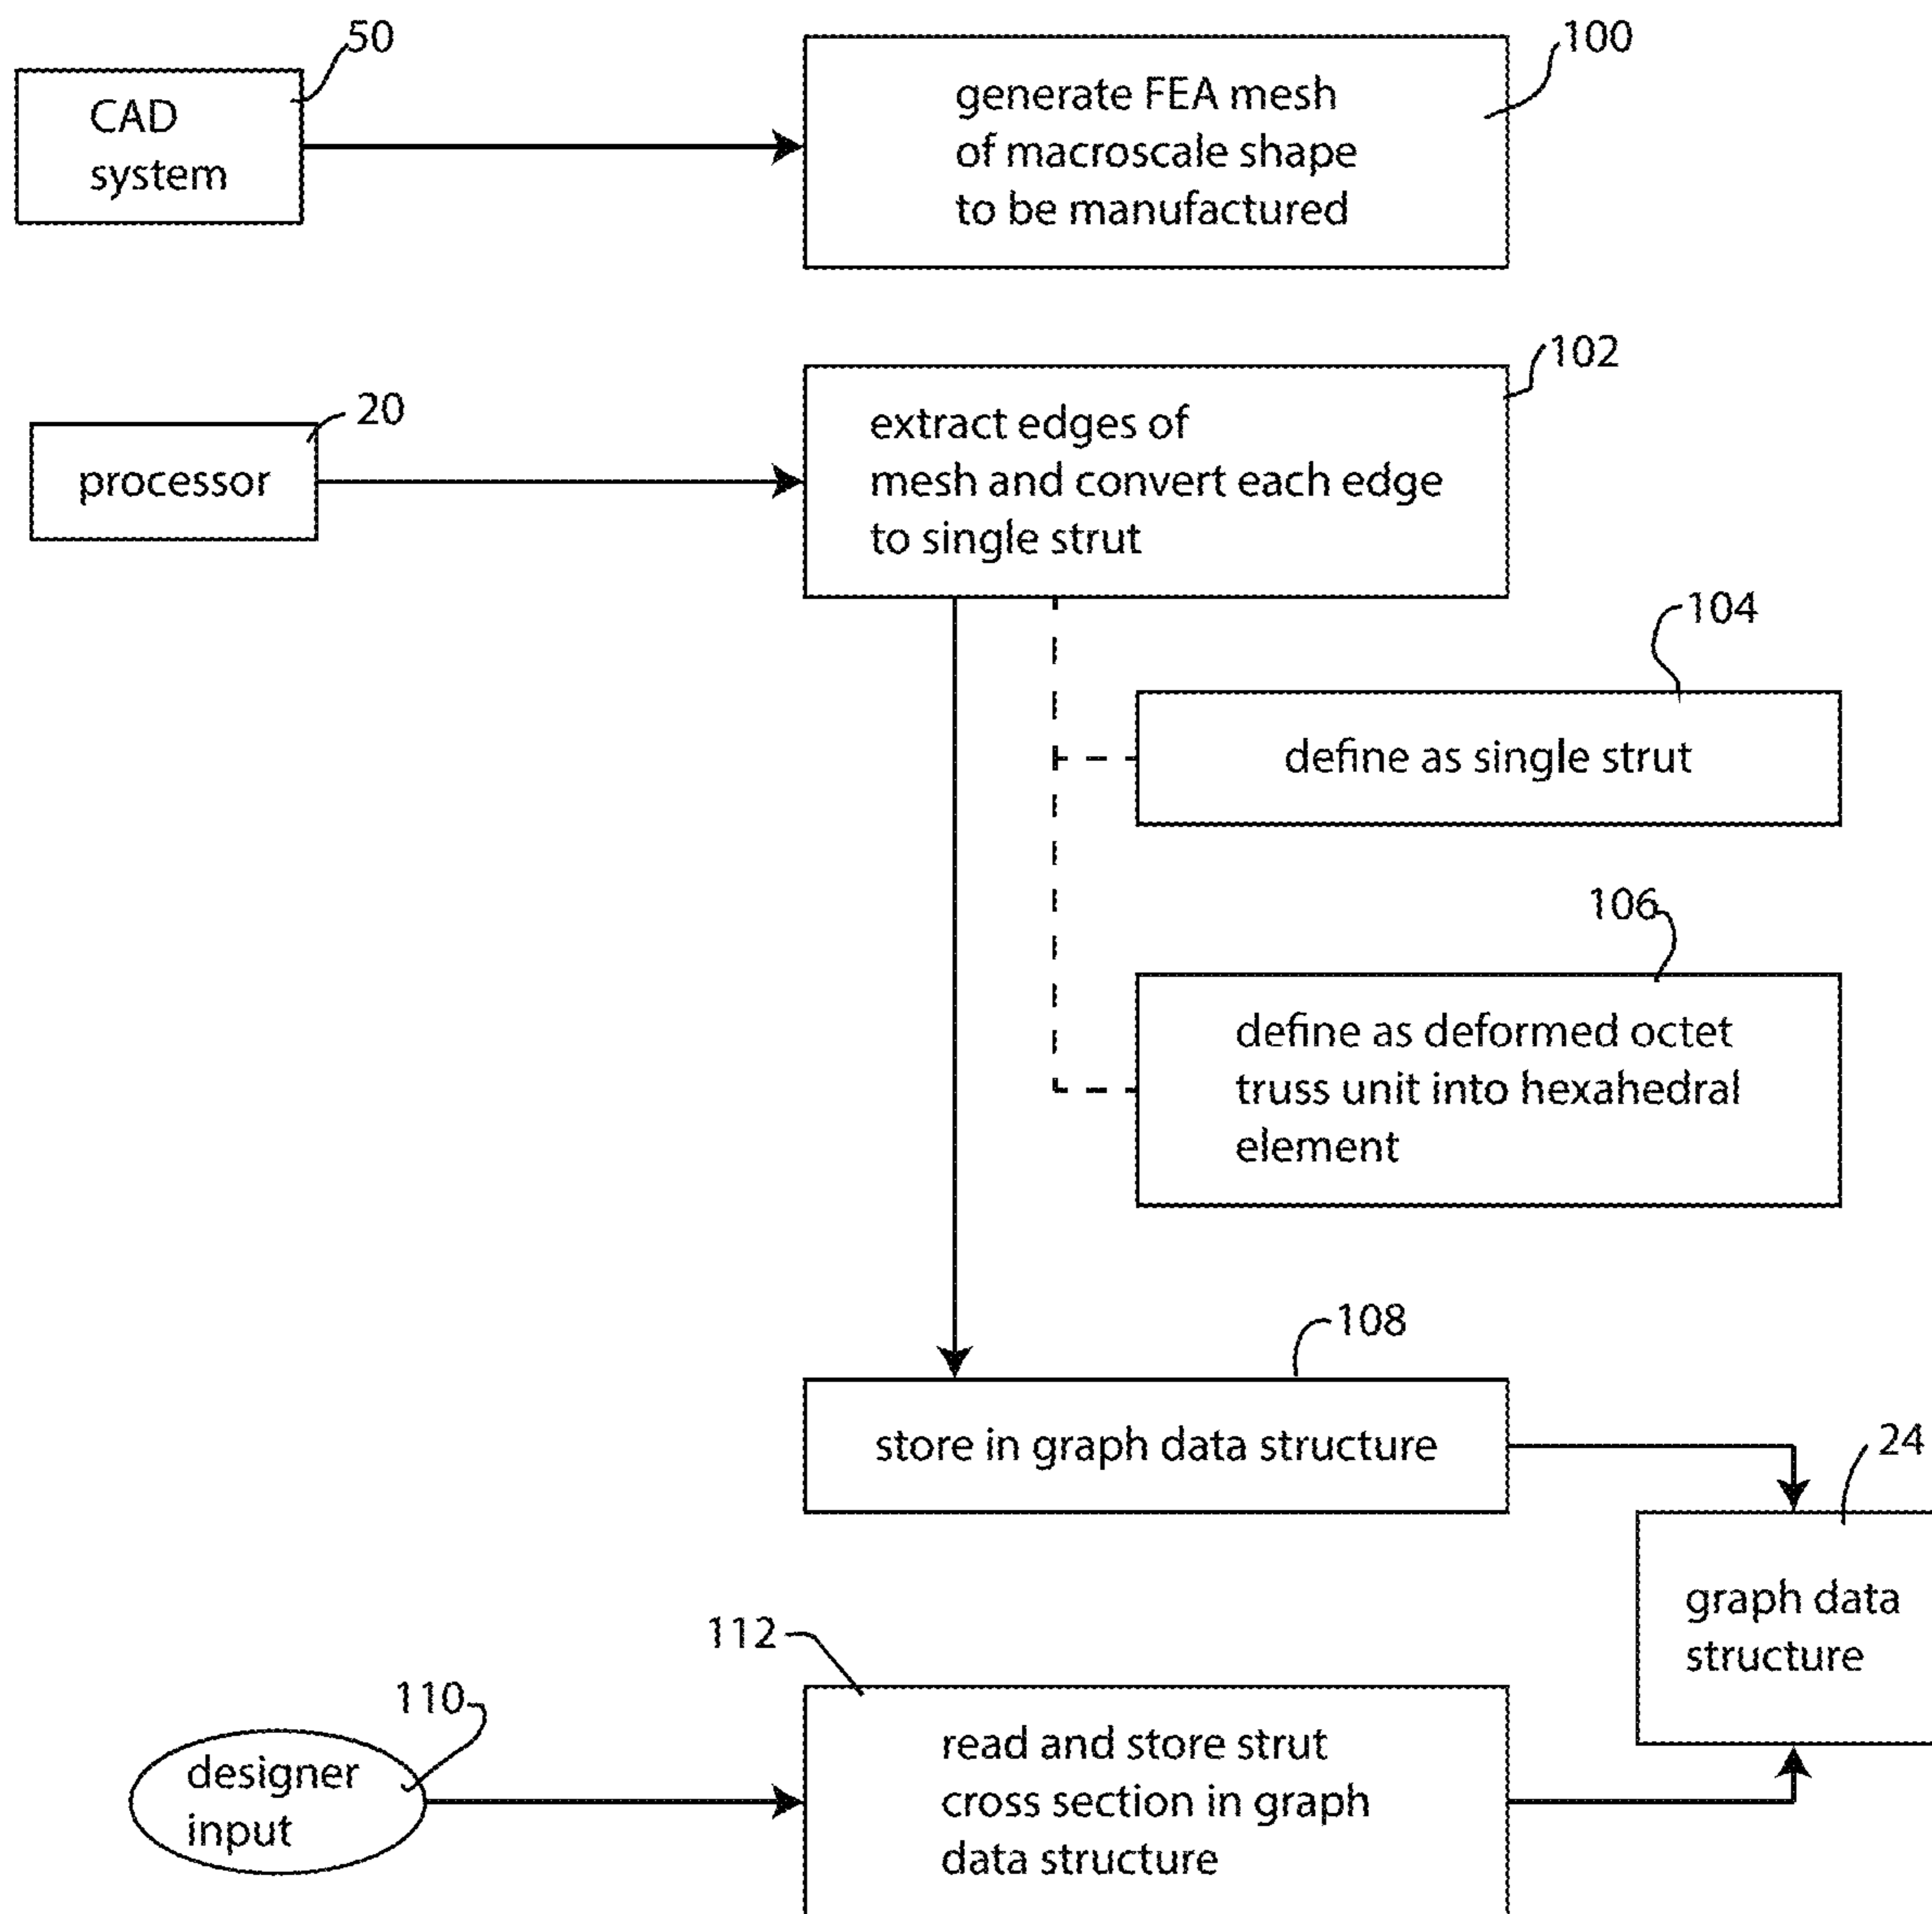 50
CAD
system
100
generate FEA mesh
of macroscale shape
to be manufactured
20
processor
102
extract edges of
mesh and convert each edge
to single strut
104
define as single strut
106
define as deformed octet
truss unit into hexahedral
element
108
store in graph data structure
24
graph data
structure
110
designer
input
112
read and store strut
cross section in graph
data structure